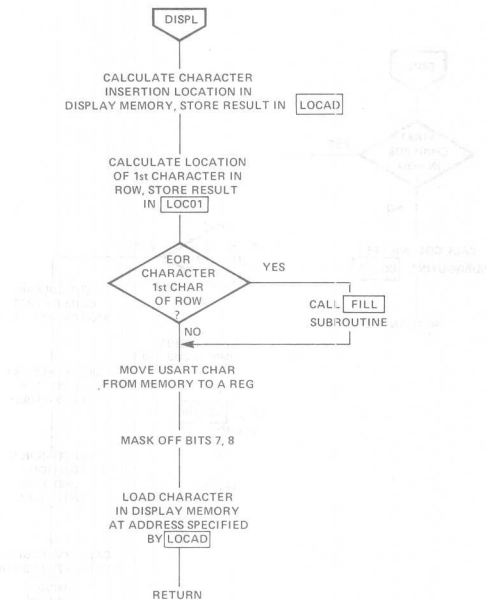 DISPL
CALCULATE CHARACTER
INSERTION LOCATION IN
DISPLAY MEMORY, STORE RESULT IN LOCAD
CALCULATE LOCATION
OF 1st CHARACTER IN
ROW, STORE RESULT
IN LOC01
EOR
CHARACTER
1st CHAR
OF ROW
?
YES
CALL FILL
SUBROUTINE
NO
MOVE USART CHAR
FROM MEMORY TO A REG
MASK OFF BITS 7, 8
LOAD CHARACTER
IN DISPLAY MEMORY
AT ADDRESS SPECIFIED
BY LOCAD
RETURN